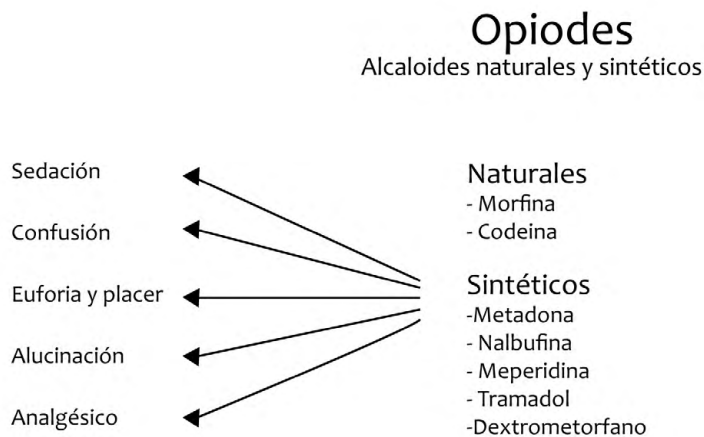 Opiodes
Alcaloides naturales y sintéticos
Sedación
Confusión
Euforia y placer
Alucinación
Analgésico
Naturales
- Morfina
- Codeina
Sintéticos
-Metadona
- Nalbufina
- Meperidina
- Tramadol
-Dextrometorfano